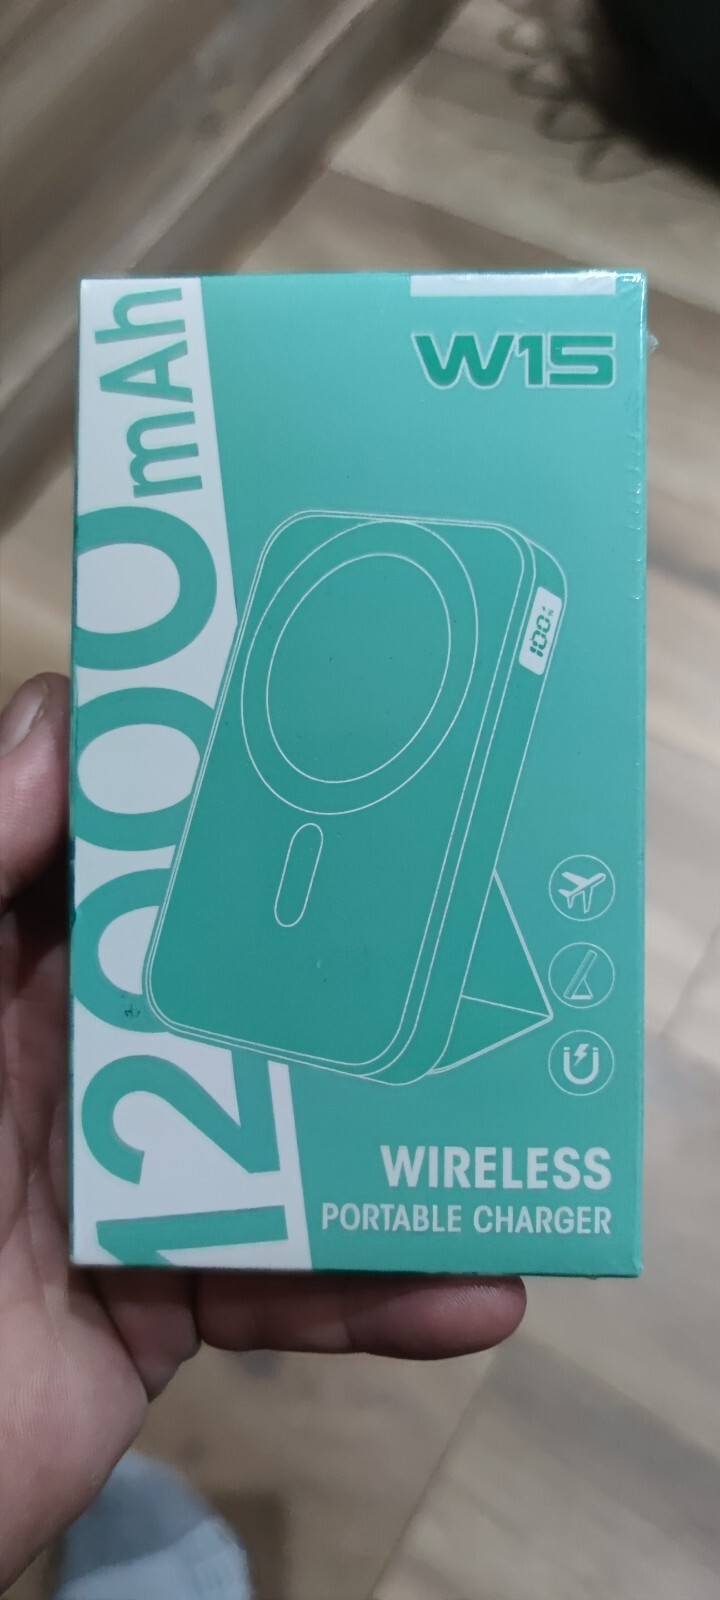 W15
12000mAh
100%
WIRELESS
PORTABLE CHARGER